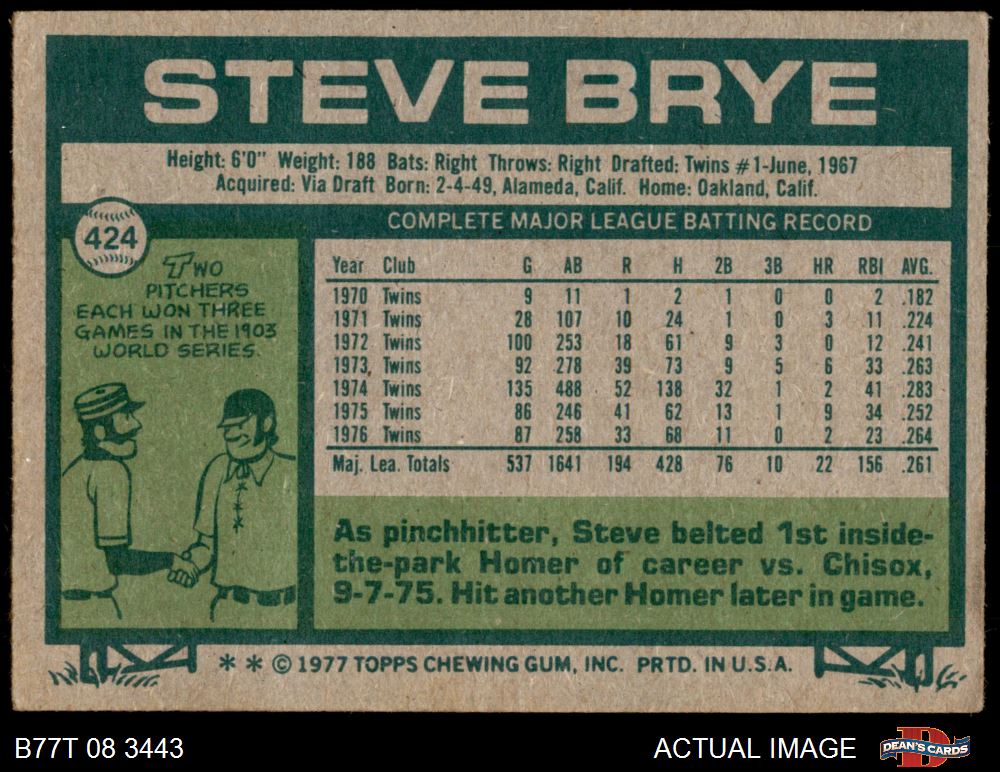 STEVE BRYE
Height: 6'0" Weight: 188 Bats: Right Throws: Right Drafted: Twins #1-June, 1967
Acquired: Via Draft Born: 2-4-49, Alameda, Calif. Home: Oakland, Calif.
424
TWO
PITCHERS
EACH WON THREE
GAMES IN THE 1903
WORLD SERIES.
COMPLETE MAJOR LEAGUE BATTING RECORD
Year Club G AB R H 2B 3B HR RBI AVG.
1970 Twins 9 11 1 2 1 0 0 2 .182
1971 Twins 28 107 10 24 1 0 3 11 .224
1972 Twins 100 253 18 61 9 3 0 12 .241
1973 Twins 92 278 39 73 9 5 6 33 .263
1974 Twins 135 488 52 138 32 1 2 41 .283
1975 Twins 86 246 41 62 13 1 9 34 .252
1976 Twins 87 258 33 68 11 0 2 23 .264
Maj. Lea. Totals 537 1641 194 428 76 10 22 156 .261
As pinchhitter, Steve belted 1st inside-
the-park Homer of career vs. Chisox,
9-7-75. Hit another Homer later in game.
* * © 1977 TOPPS CHEWING GUM, INC. PRTD. IN U.S.A.
B77T 08 3443
ACTUAL IMAGE
DEAN'S CARDS